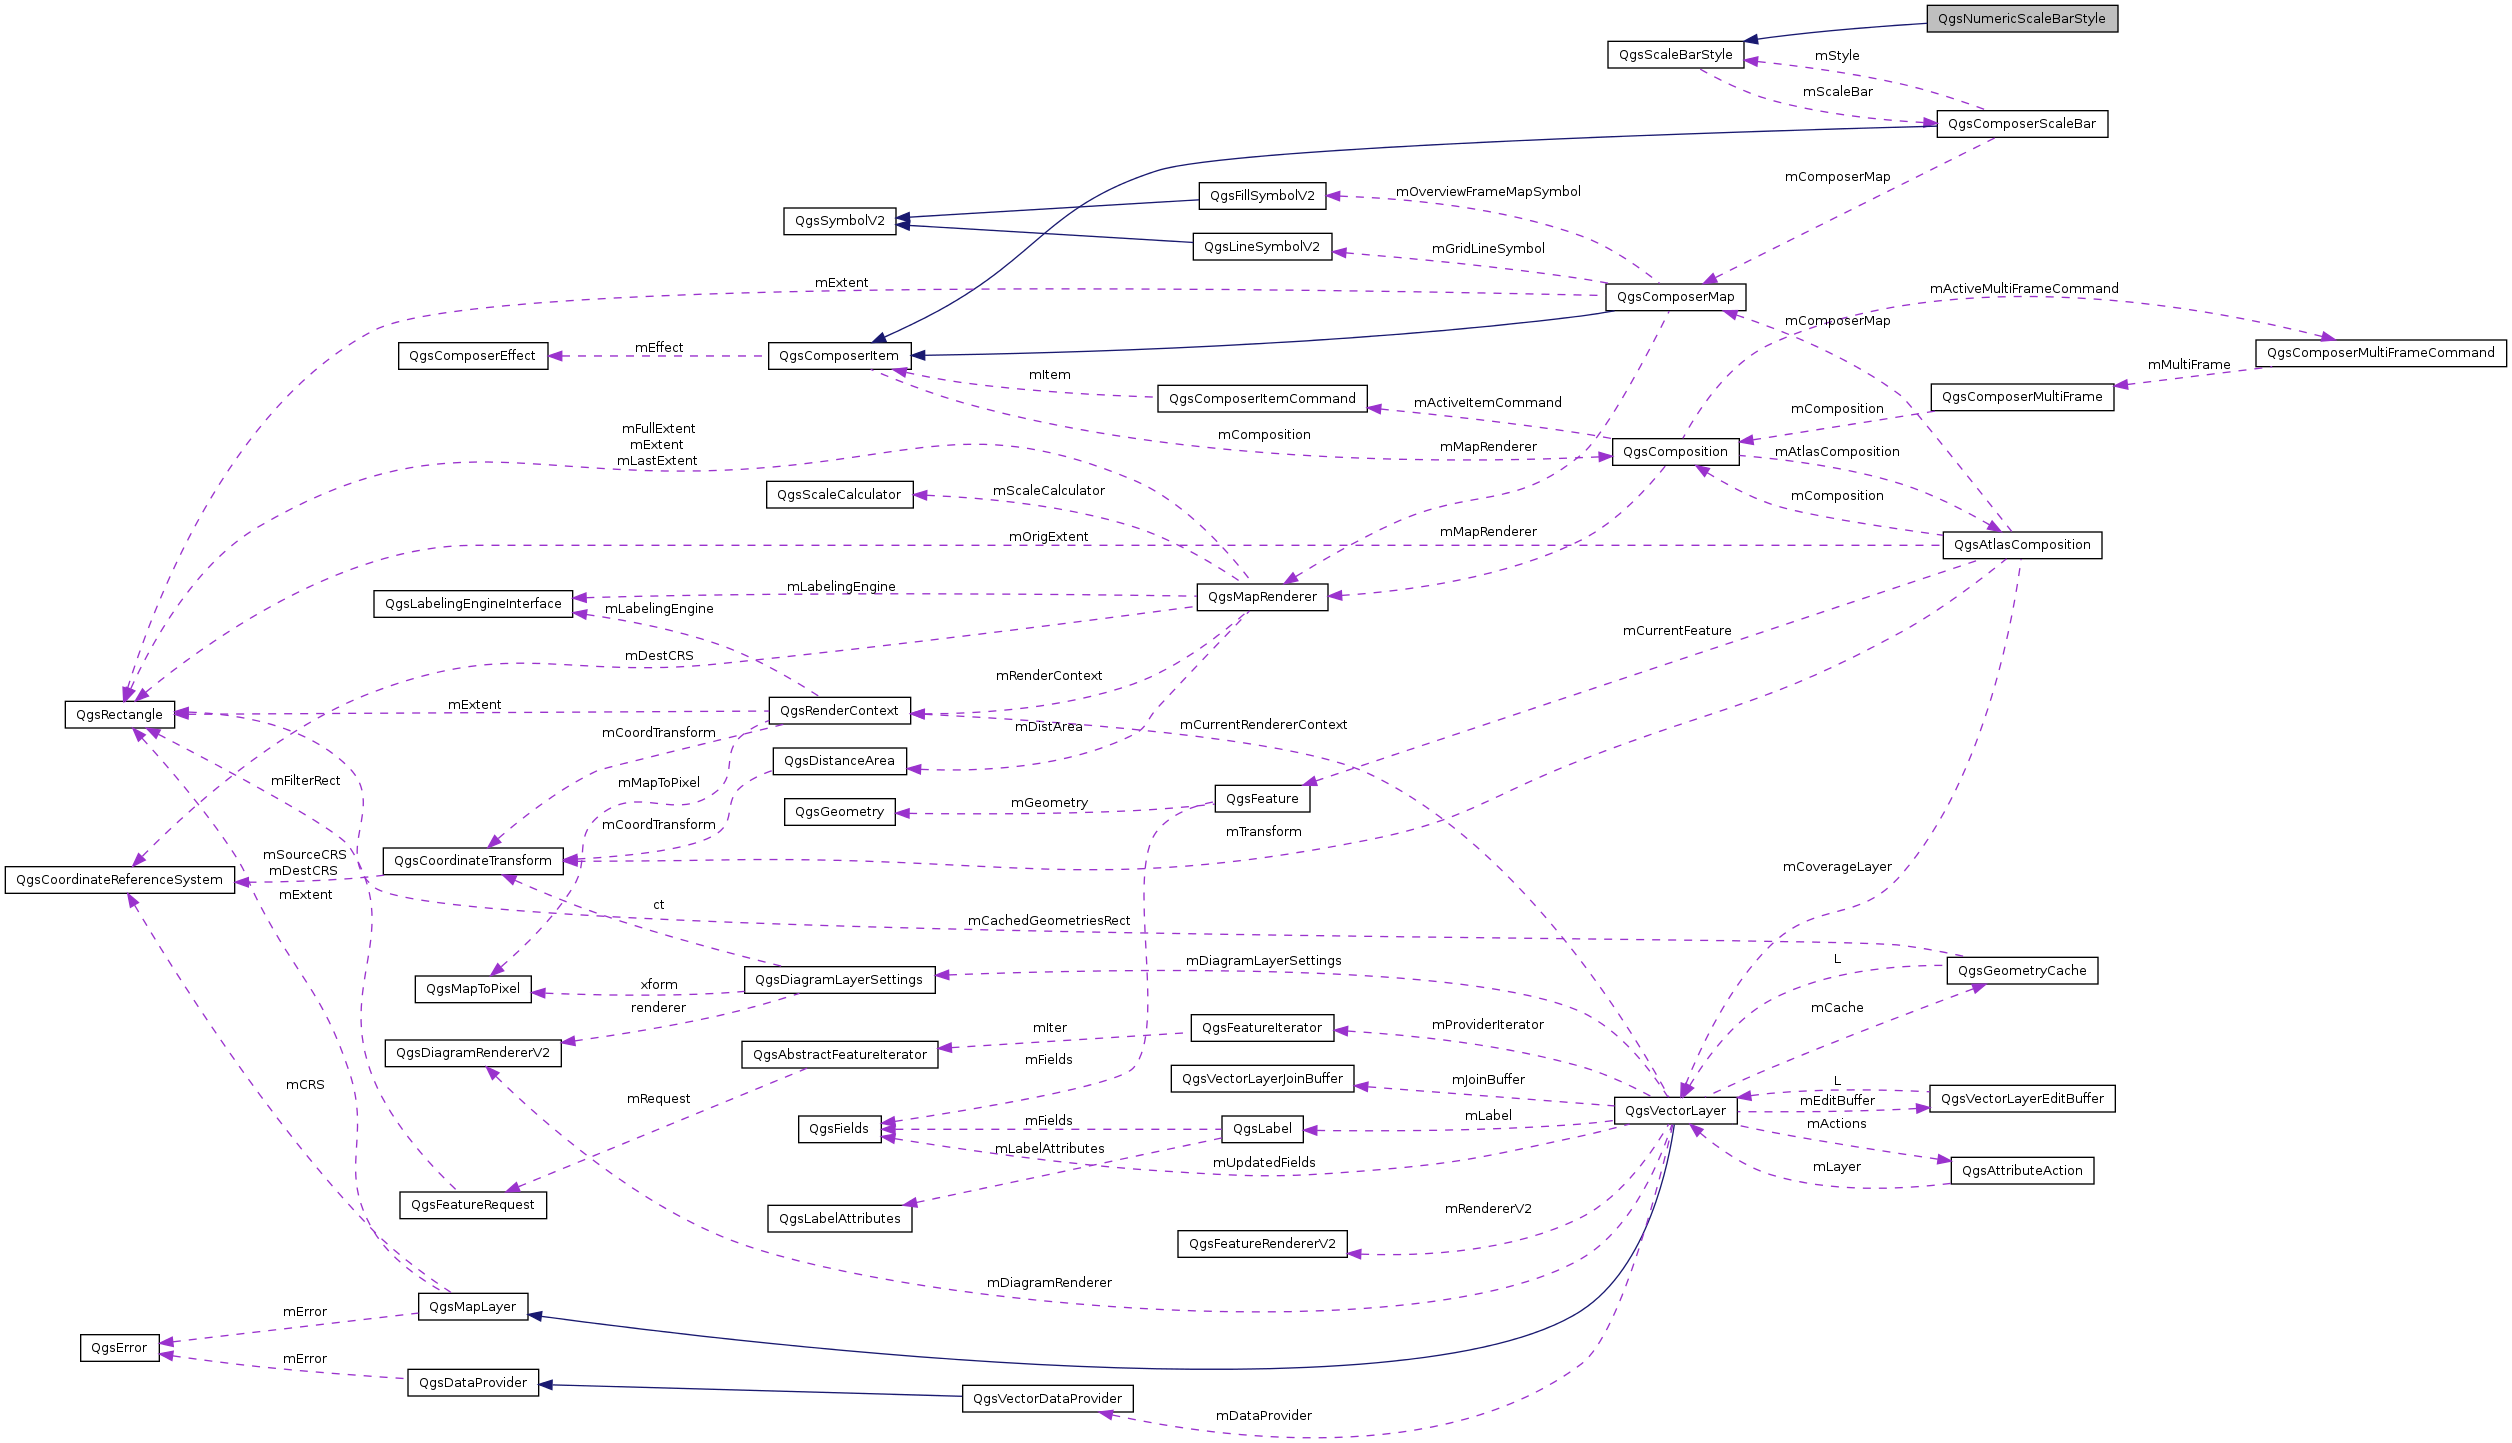 QgsNumericScaleBarStyle
QgsScaleBarStyle
mStyle
mScaleBar
QgsComposerScaleBar
mComposerMap
mOverviewFrameMapSymbol
QgsFillSymbolV2
QgsSymbolV2
QgsLineSymbolV2
mGridLineSymbol
mExtent
QgsComposerMap
mActiveMultiFrameCommand
mComposerMap
mEffect
QgsComposerEffect
QgsComposerItem
QgsComposerMultiFrameCommand
mMultiFrame
mItem
QgsComposerItemCommand
mActiveItemCommand
QgsComposerMultiFrame
mComposition
mFullExtent
mExtent
mLastExtent
mComposition
mMapRenderer
QgsComposition
mAtlasComposition
QgsScaleCalculator
mScaleCalculator
mComposition
mOrigExtent
mMapRenderer
QgsAtlasComposition
mLabelingEngine
QgsLabelingEngineInterface
mLabelingEngine
QgsMapRenderer
mCurrentFeature
mDestCRS
mRenderContext
QgsRectangle
mExtent
QgsRenderContext
mCurrentRendererContext
mCoordTransform
mDistArea
QgsDistanceArea
mFilterRect
mMapToPixel
QgsGeometry
mGeometry
QgsFeature
mCoordTransform
mTransform
mSourceCRS
mDestCRS
QgsCoordinateTransform
mCoverageLayer
QgsCoordinateReferenceSystem
mExtent
ct
mCachedGeometriesRect
mDiagramLayerSettings
L
QgsGeometryCache
QgsMapToPixel
xform
QgsDiagramLayerSettings
renderer
mCache
mIter
QgsFeatureIterator
mProviderIterator
QgsDiagramRendererV2
QgsAbstractFeatureIterator
mFields
QgsVectorLayerJoinBuffer
mJoinBuffer
mCRS
L
QgsVectorLayerEditBuffer
mRequest
mEditBuffer
QgsVectorLayer
mLabel
mActions
QgsFields
mFields
QgsLabel
mLabelAttributes
mUpdatedFields
mLayer
QgsAttributeAction
QgsFeatureRequest
QgsLabelAttributes
mRendererV2
QgsFeatureRendererV2
mDiagramRenderer
QgsMapLayer
mError
QgsError
mError
QgsDataProvider
QgsVectorDataProvider
mDataProvider